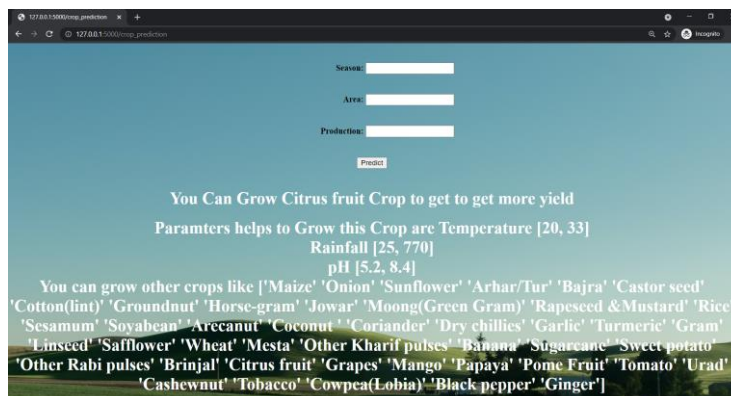 127.0.0.1:5000/crop_prediction
127.0.0.1:5000/crop_prediction
Incognito
Season:
Area:
Production:
Predict
You Can Grow Citrus fruit Crop to get to get more yield
Paramters helps to Grow this Crop are Temperature [20, 33]
Rainfall [25, 770]
pH [5.2, 8.4]
You can grow other crops like ['Maize' 'Onion' 'Sunflower' 'Arhar/Tur' 'Bajra' 'Castor seed'
'Cotton(lint)' 'Groundnut' 'Horse-gram' 'Jowar' 'Moong(Green Gram)' 'Rapeseed &Mustard' 'Rice'
'Sesamum' 'Soyabean' 'Arecanut' 'Coconut ' 'Coriander' 'Dry chillies' 'Garlic' 'Turmeric' 'Gram'
'Linseed' 'Safflower' 'Wheat' 'Mesta' 'Other Kharif pulses' 'Banana' 'Sugarcane' 'Sweet potato'
'Other Rabi pulses' 'Brinjal' 'Citrus fruit' 'Grapes' 'Mango' 'Papaya' 'Pome Fruit' 'Tomato' 'Urad'
'Cashewnut' 'Tobacco' 'Cowpea(Lobia)' 'Black pepper' 'Ginger']